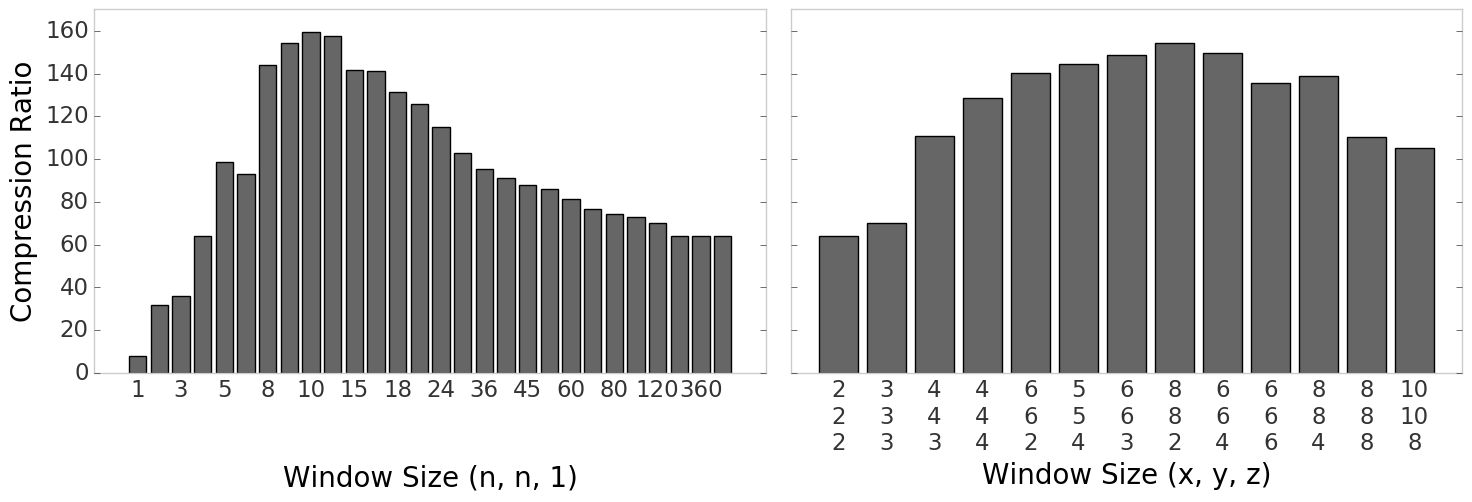 160
140
120
100
80
60
40
20
0
Compression Ratio
1 3 5 8 10 15 18 24 36 45 60 80 120 360
Window Size (n, n, 1)
2 3 4 4 6 5 6 8 6 6 8 8 10
2 3 4 4 6 5 6 8 6 6 8 8 10
2 3 3 4 2 4 3 2 4 6 4 8 8
Window Size (x, y, z)